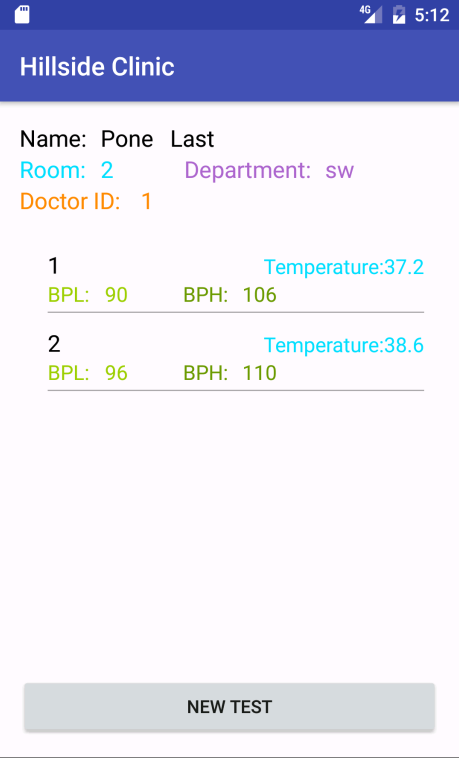 4G 5:12
Hillside Clinic
Name: Pone Last
Room: 2 Department: sw
Doctor ID: 1
1 Temperature:37.2
BPL: 90 BPH: 106
2 Temperature:38.6
BPL: 96 BPH: 110
NEW TEST